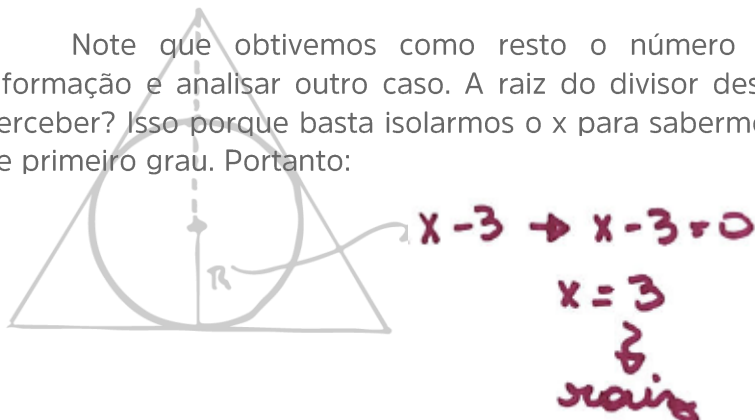 Note que obtivemos como resto o número
formação e analisar outro caso. A raiz do divisor des
erceber? Isso porque basta isolarmos o x para saberm
e primeiro grau. Portanto:
x - 3 → x - 3 = 0
x = 3
raiz
R